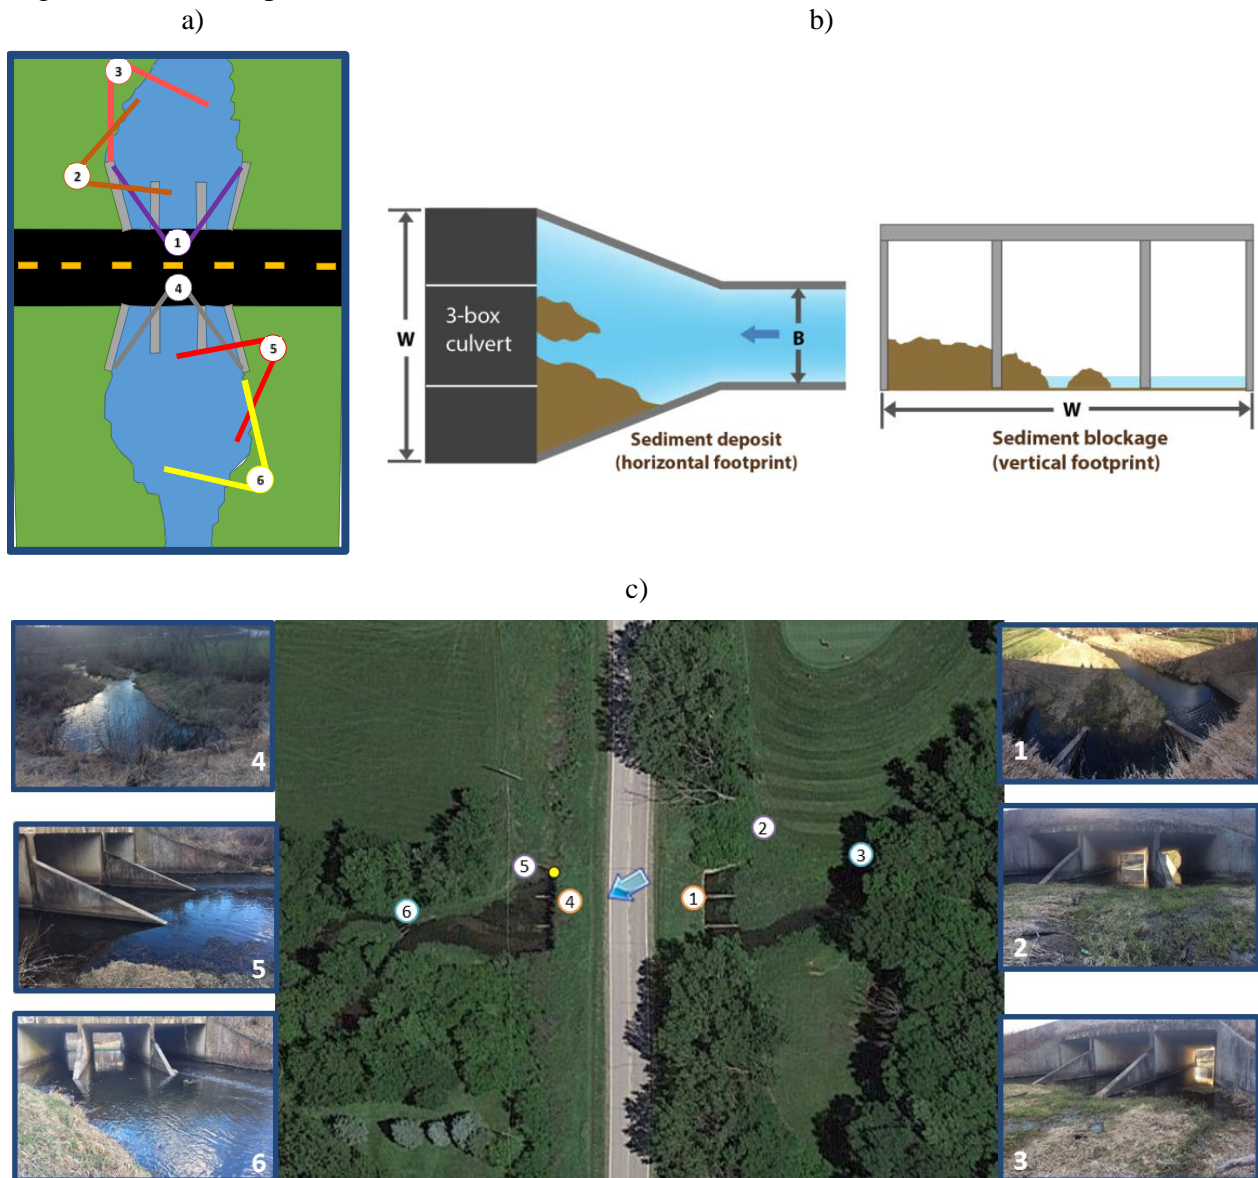 a)
b)
3
2
1
4
5
6
W
3-box
culvert
B
Sediment deposit
(horizontal footprint)
W
Sediment blockage
(vertical footprint)
c)
4
5
6
2
3
5
4
1
6
1
2
3